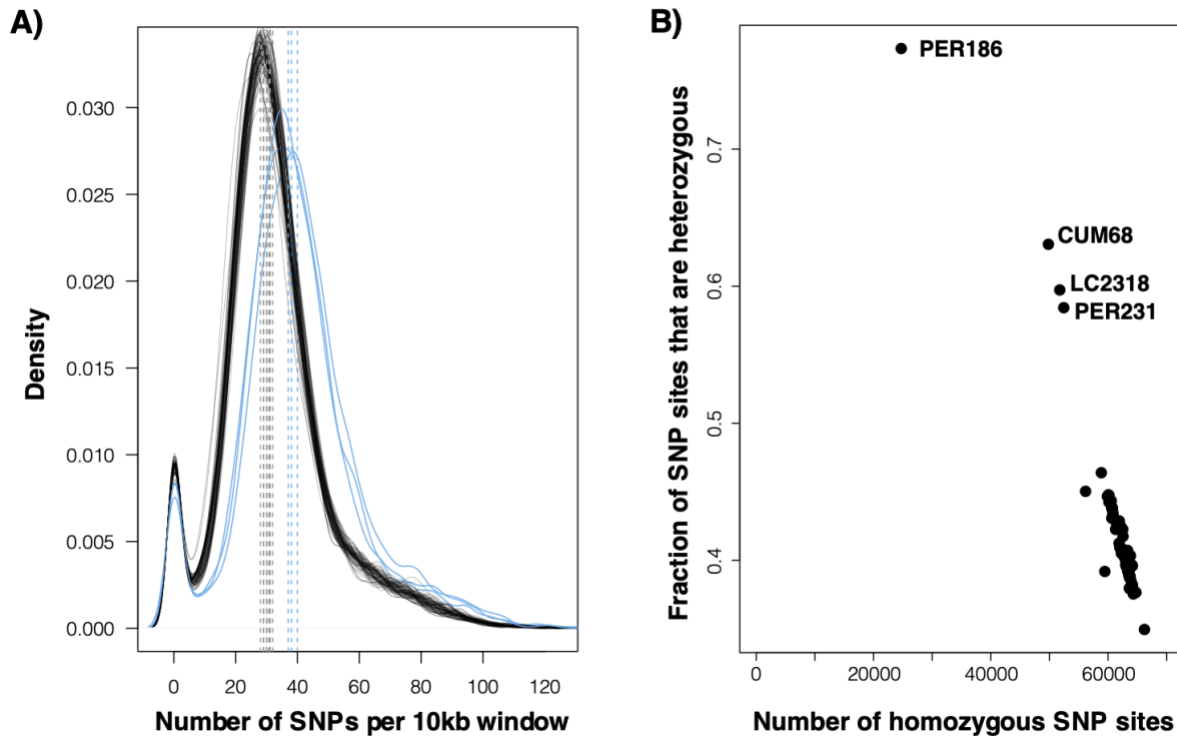 A)
Density
0.030
0.025
0.020
0.015
0.010
0.005
0.000
0 20 40 60 80 100 120
Number of SNPs per 10kb window
B)
Fraction of SNP sites that are heterozygous
0.7
0.6
0.5
0.4
PER186
CUM68
LC2318
PER231
0 20000 40000 60000
Number of homozygous SNP sites